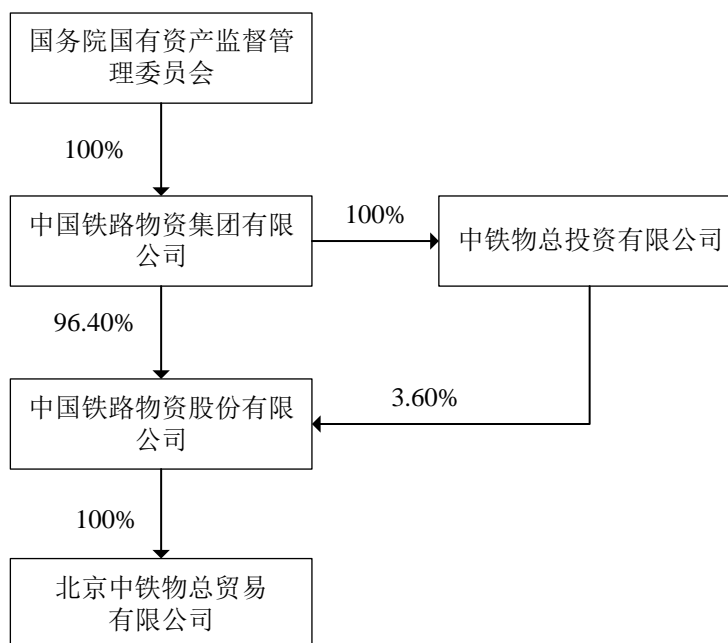 国务院国有资产监督管
理委员会
100%
中国铁路物资集团有限
公司
100%
中铁物总投资有限公司
96.40%
中国铁路物资股份有限
公司
3.60%
100%
北京中铁物总贸易
有限公司